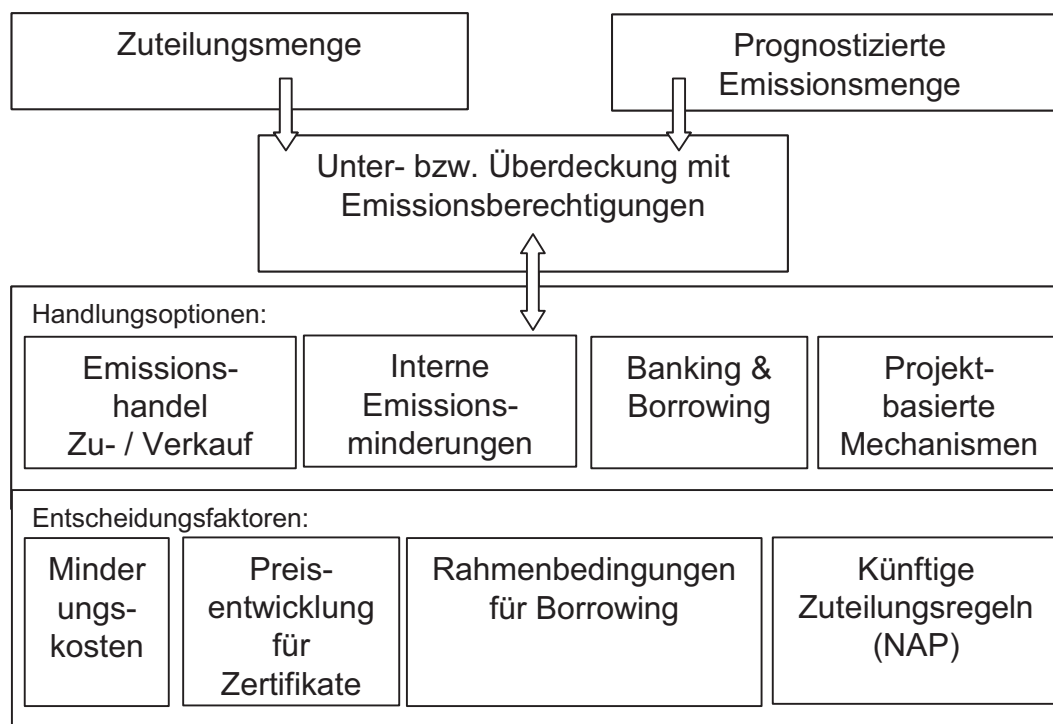 Zuteilungsmenge
Prognostizierte
Emissionsmenge
Unter- bzw. Überdeckung mit
Emissionsberechtigungen
Handlungsoptionen:
Emissions-
handel
Zu- / Verkauf
Interne
Emissions-
minderungen
Banking &
Borrowing
Projekt-
basierte
Mechanismen
Entscheidungsfaktoren:
Minder
ungs-
kosten
Preis-
entwicklung
für
Zertifikate
Rahmenbedingungen
für Borrowing
Künftige
Zuteilungsregeln
(NAP)